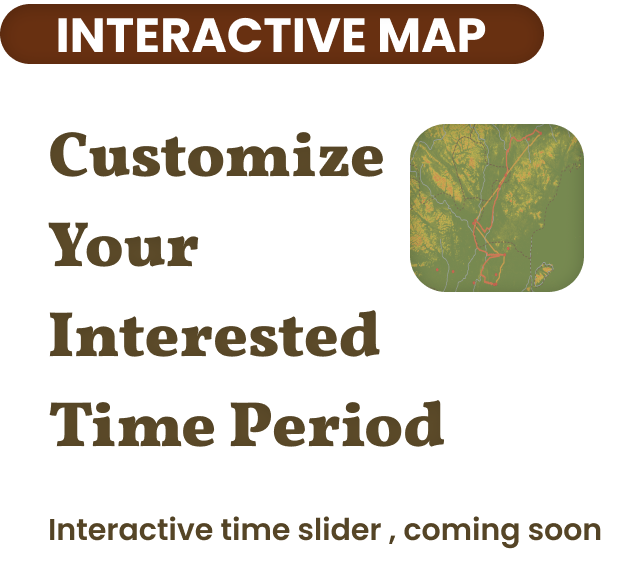 INTERACTIVE MAP
Customize
Your
Interested
Time Period
Interactive time slider , coming soon